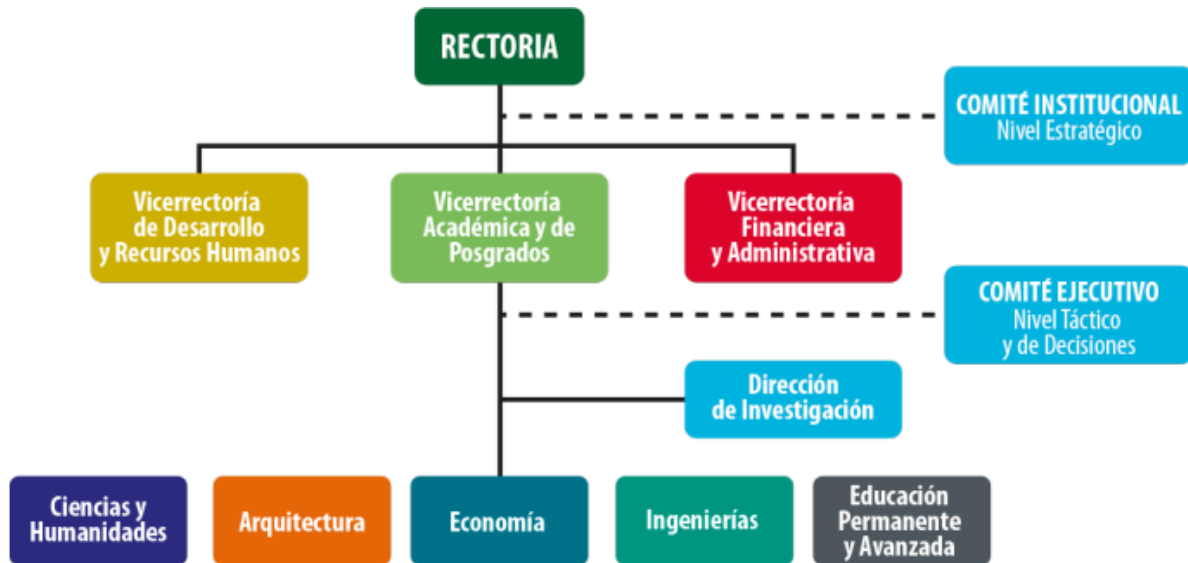 RECTORIA
COMITÉ INSTITUCIONAL
Nivel Estratégico
Vicerrectoría
de Desarrollo
y Recursos Humanos
Vicerrectoría
Académica y de
Posgrados
Vicerrectoría
Financiera
y Administrativa
COMITÉ EJECUTIVO
Nivel Táctico
y de Decisiones
Dirección
de Investigación
Ciencias y
Humanidades
Arquitectura
Economía
Ingenierías
Educación
Permanente
y Avanzada